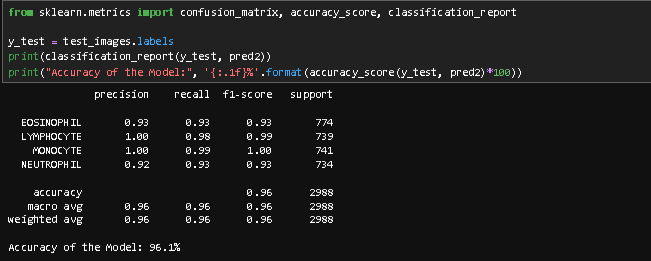 from sklearn.metrics import confusion_matrix, accuracy_score, classification_report
y_test = test_images.labels
print(classification_report(y_test, pred2))
print("Accuracy of the Model:", '{:.1f}%'.format(accuracy_score(y_test, pred2)*100))
precision recall f1-score support
EOSINOPHIL 0.93 0.93 0.93 774
LYMPHOCYTE 1.00 0.98 0.99 739
MONOCYTE 1.00 0.99 1.00 741
NEUTROPHIL 0.92 0.93 0.93 734
accuracy 0.96 2988
macro avg 0.96 0.96 0.96 2988
weighted avg 0.96 0.96 0.96 2988
Accuracy of the Model: 96.1%